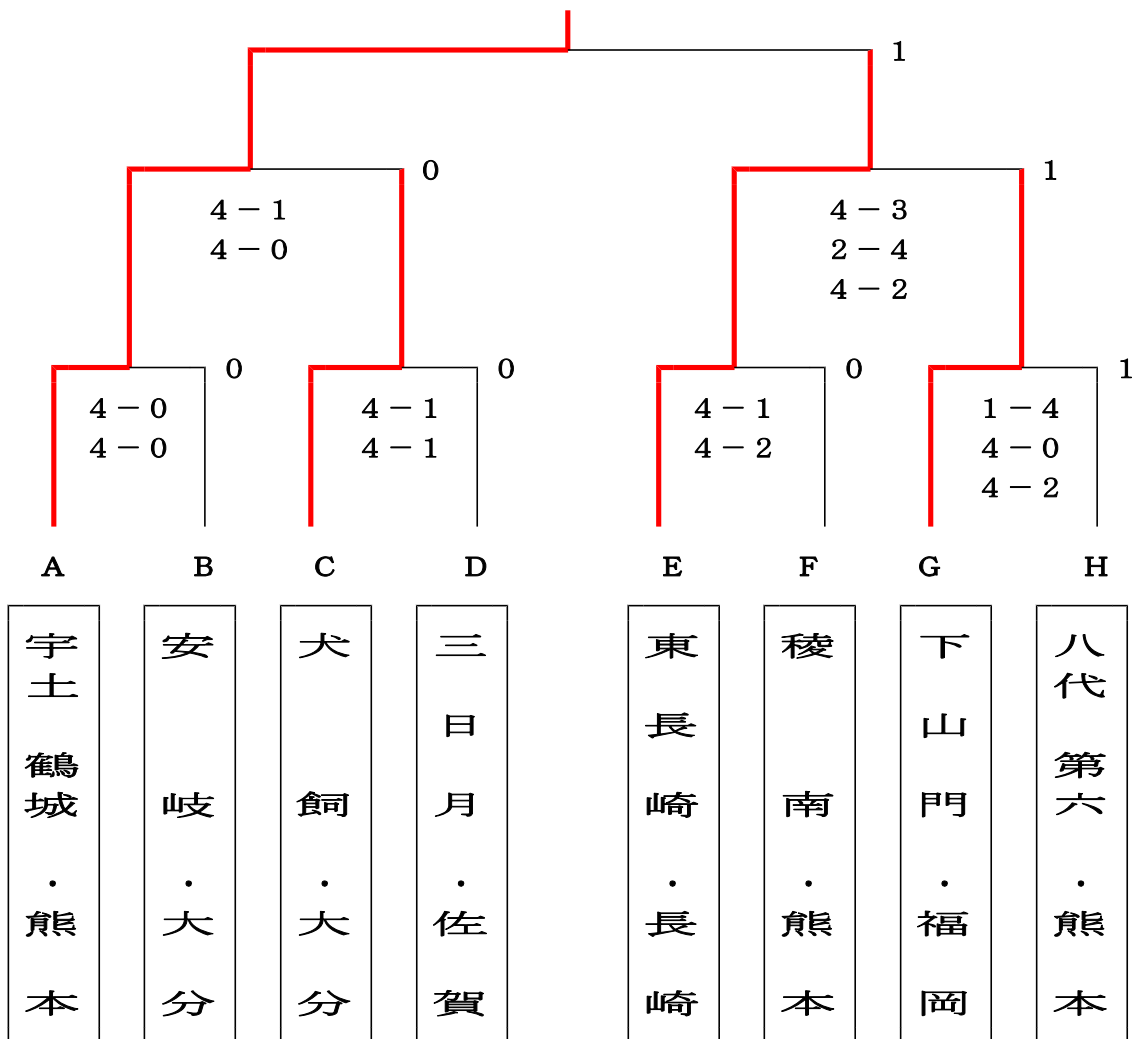 1
0
1
4－1
4－0
4－3
2－4
4－2
0
0
0
1
4－0
4－0
4－1
4－1
4－1
4－2
1－4
4－0
4－2
A
B
C
D
E
F
G
H
宇土鶴城・熊本
安岐・大分
犬飼・大分
三日月・佐賀
東長崎・長崎
稜南・熊本
下山門・福岡
八代第六・熊本